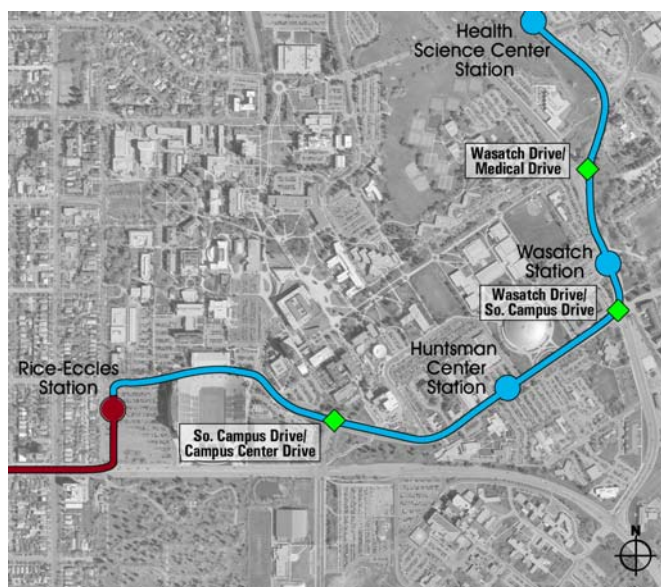 Health
Science Center
Station
Wasatch Drive/
Medical Drive
Wasatch
Station
Wasatch Drive/
So. Campus Drive
Huntsman
Center
Station
Rice-Eccles
Station
So. Campus Drive/
Campus Center Drive
N